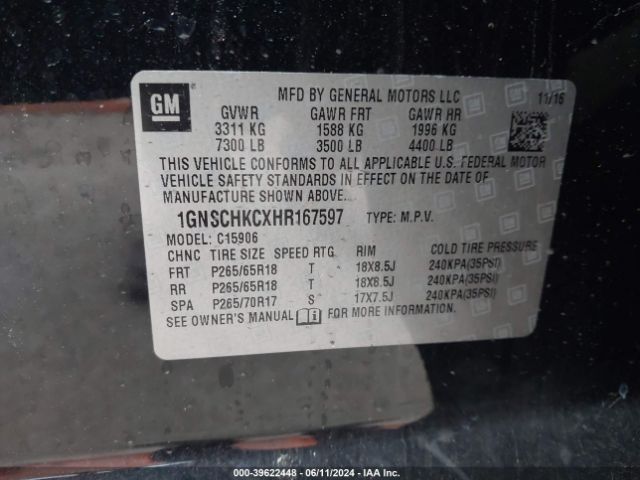 GM
MFD BY GENERAL MOTORS LLC 11/16
GVWR GAWR FRT GAWR RR
3311 KG 1588 KG 1996 KG
7300 LB 3500 LB 4400 LB
THIS VEHICLE CONFORMS TO ALL APPLICABLE U.S. FEDERAL MOTOR
VEHICLE SAFETY STANDARDS IN EFFECT ON THE DATE OF
MANUFACTURE SHOWN ABOVE.
1GNSCHKCXHR167597 TYPE: M.P.V.
MODEL: C15906
CHNC TIRE SIZE SPEED RTG RIM COLD TIRE PRESSURE
FRT P265/65R18 T 18X8.5J 240KPA(35PSI)
RR P265/65R18 T 18X8.5J 240KPA(35PSI)
SPA P265/70R17 S 17X7.5J 240KPA(35PSI)
SEE OWNER'S MANUAL FOR MORE INFORMATION.
000-39622448 - 06/11/2024 - IAA Inc.